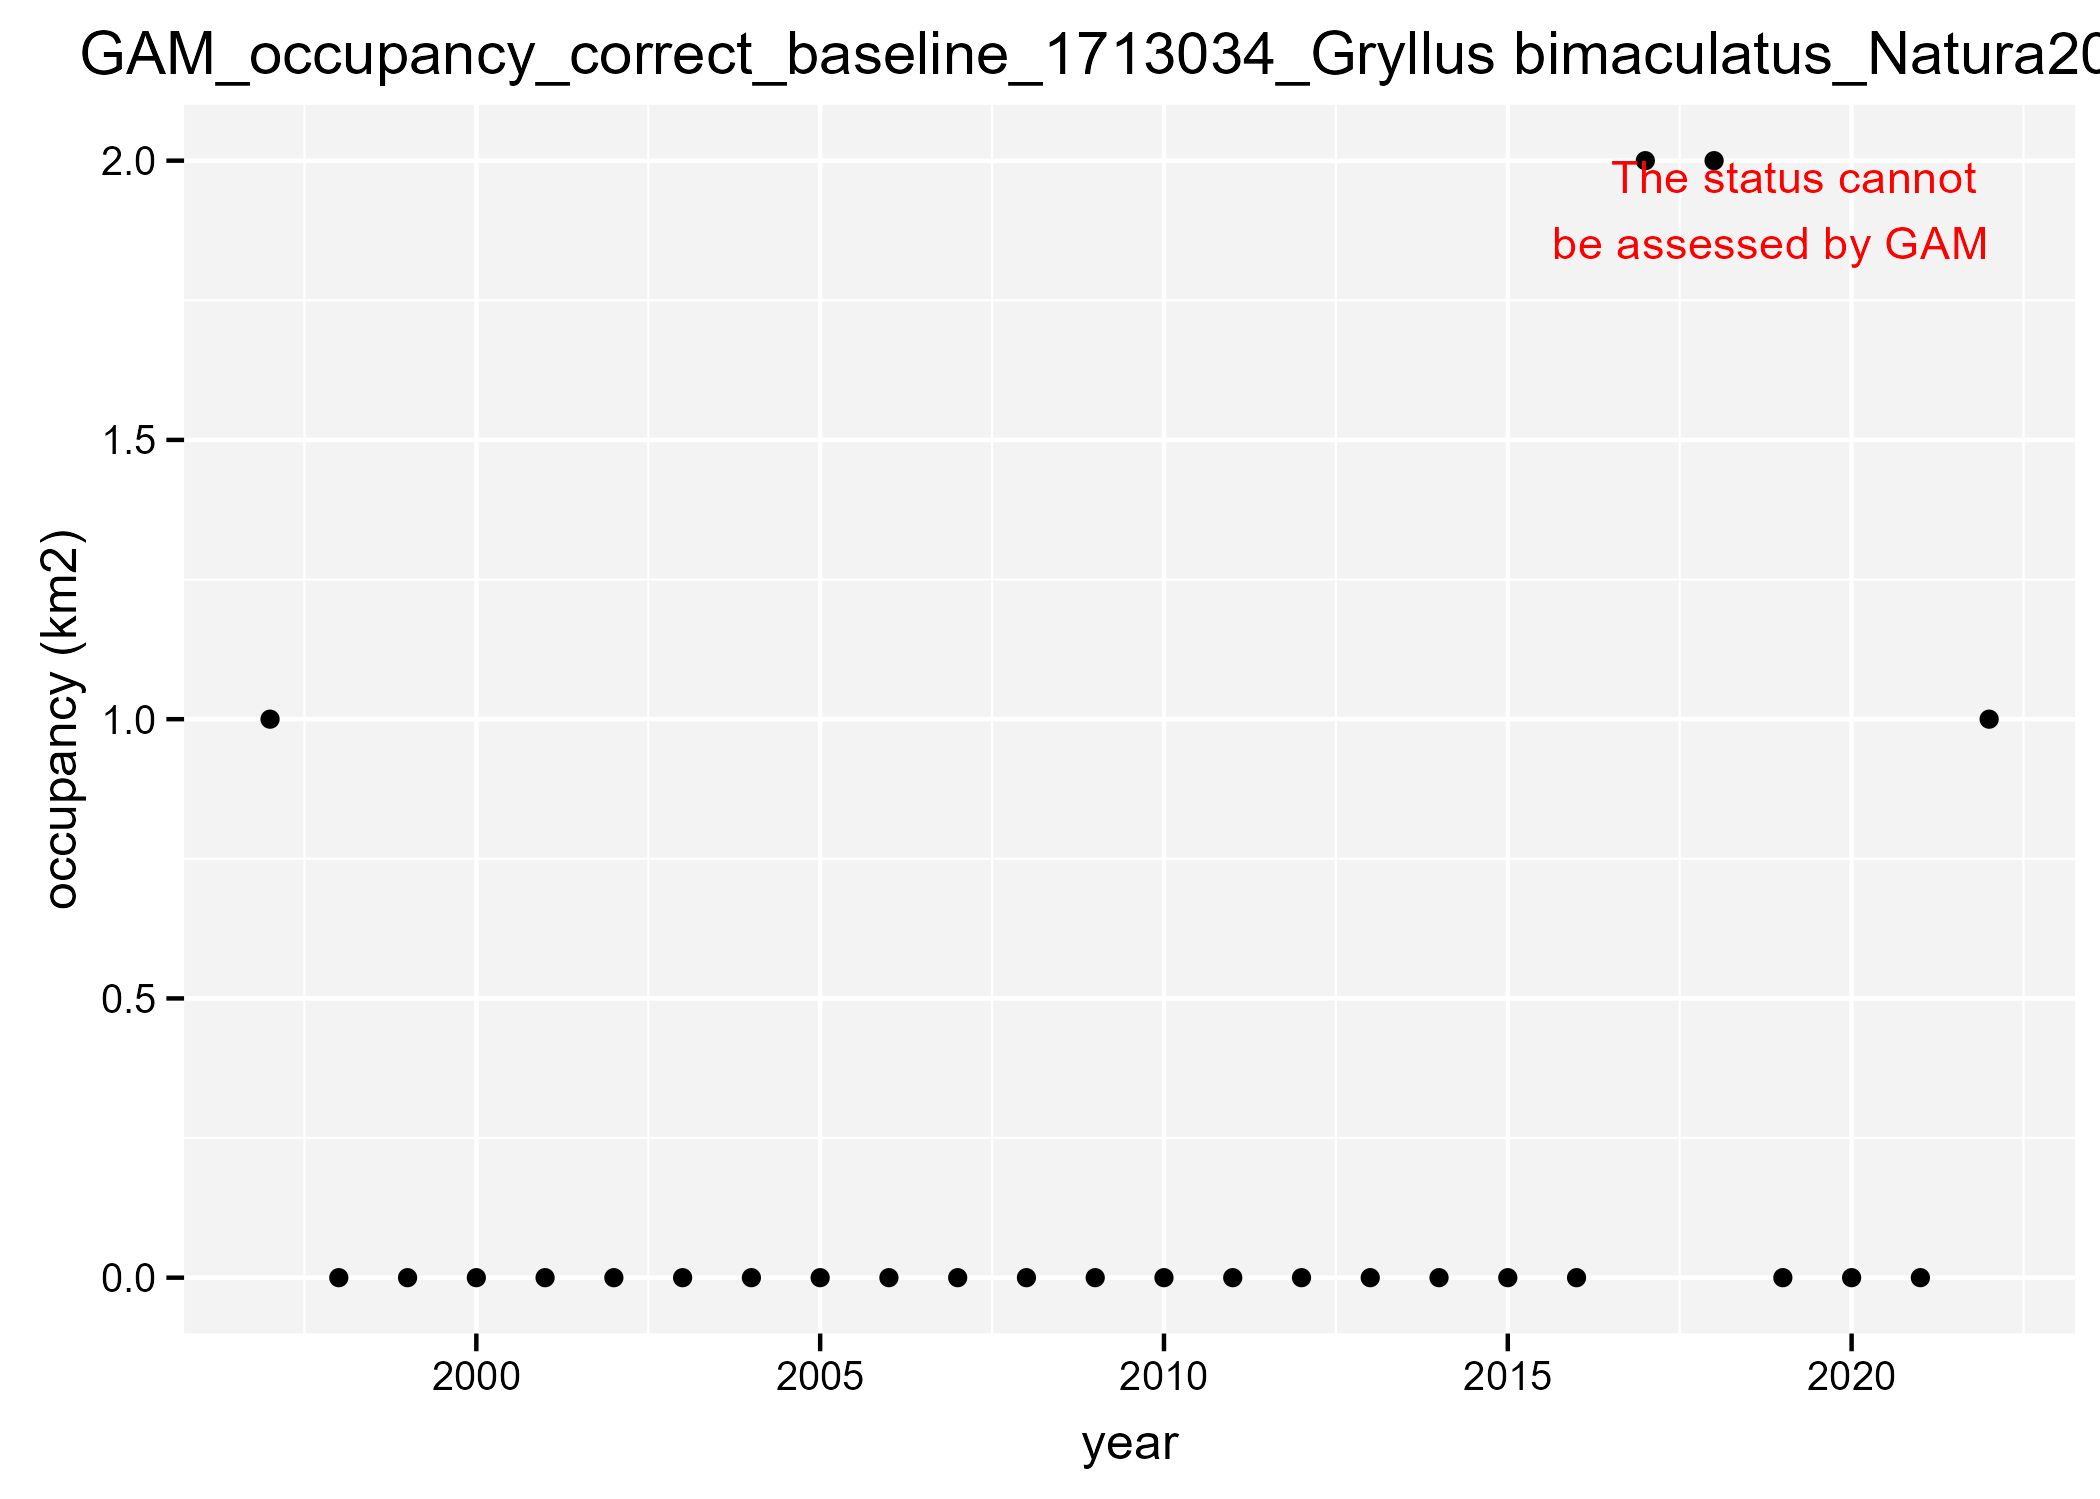 GAM_occupancy_correct_baseline_1713034_Gryllus bimaculatus_Natura20
2.0
The status cannot
be assessed by GAM
1.5
1.0
0.5
0.0
occupancy (km2)
2000 2005 2010 2015 2020
year